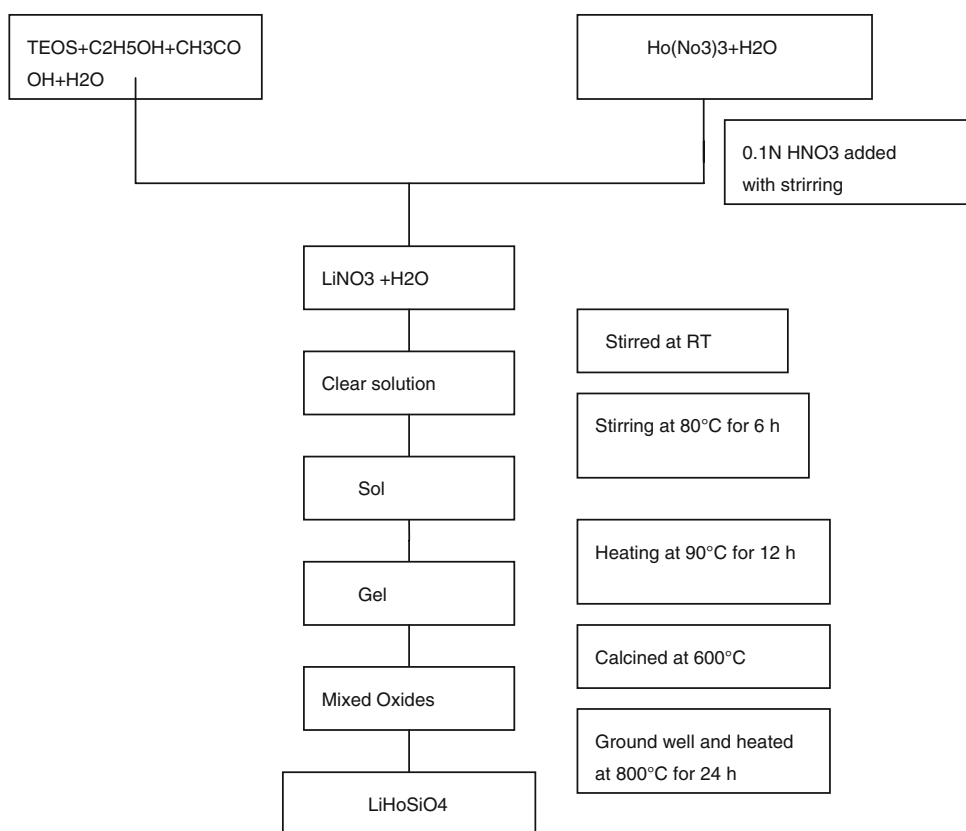 TEOS+C2H5OH+CH3CO
OH+H2O
Ho(No3)3+H2O
0.1N HNO3 added
with strirring
LiNO3 +H2O
Stirred at RT
Clear solution
Stirring at 80°C for 6 h
Sol
Heating at 90°C for 12 h
Gel
Calcined at 600°C
Mixed Oxides
Ground well and heated
at 800°C for 24 h
LiHoSiO4